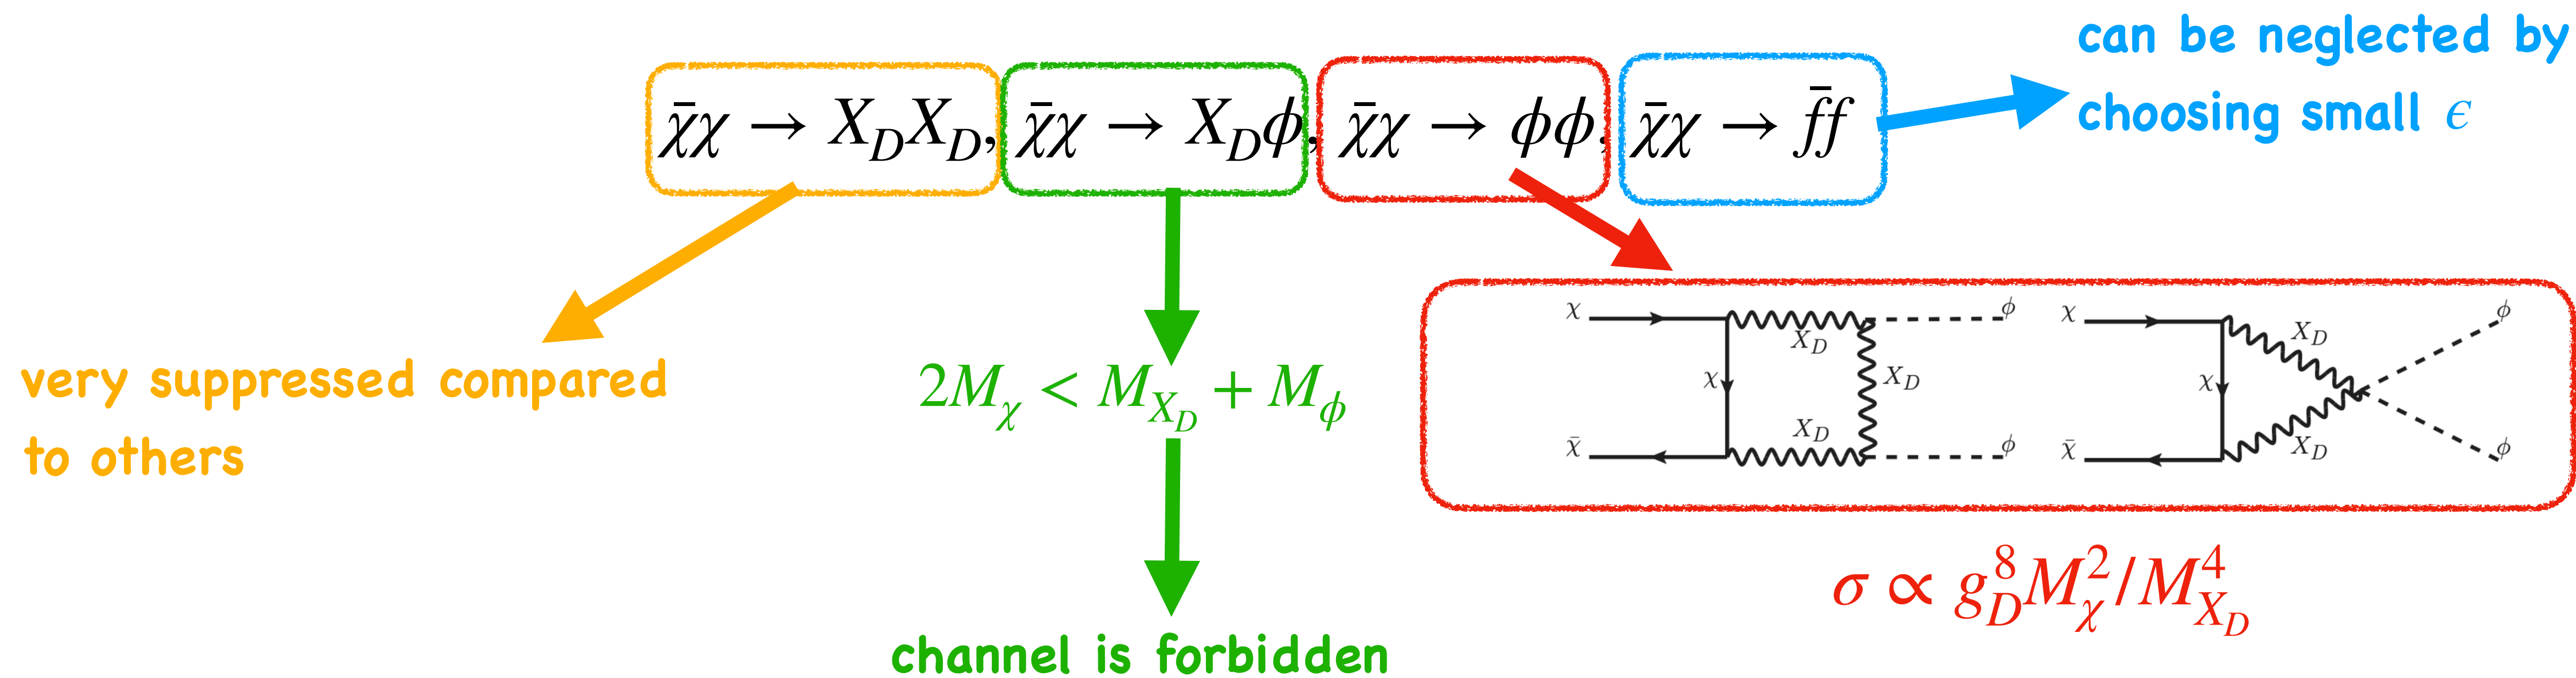 can be neglected by
choosing small ϵ
χ̄χ → X_D X_D, χ̄χ → X_D ϕ, χ̄χ → ϕϕ, χ̄χ → f̄f
very suppressed compared
to others
2M_χ < M_{X_D} + M_ϕ
channel is forbidden
χ X_D ϕ
χ X_D
χ̄ X_D ϕ
χ X_D ϕ
χ
χ̄ X_D ϕ
σ ∝ g_D^8 M_χ^2 / M_{X_D}^4